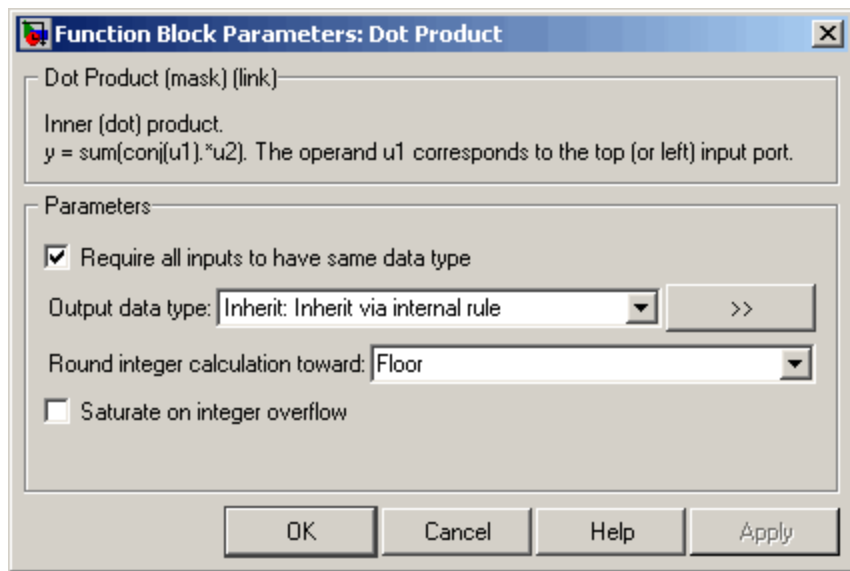 Function Block Parameters: Dot Product
Dot Product (mask) (link)
Inner (dot) product.
y = sum(conj(u1).*u2). The operand u1 corresponds to the top (or left) input port.
Parameters
Require all inputs to have same data type
Output data type: Inherit: Inherit via internal rule >>
Round integer calculation toward: Floor
Saturate on integer overflow
OK Cancel Help Apply